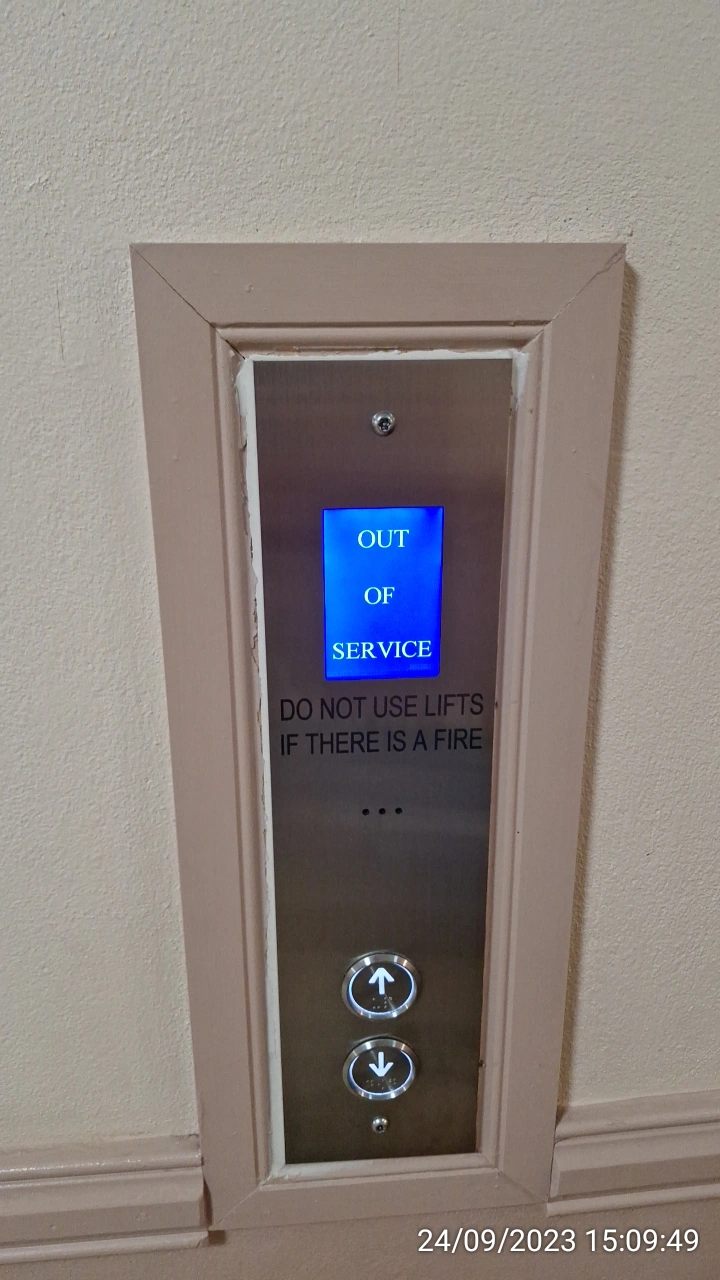 OUT
OF
SERVICE
DO NOT USE LIFTS
IF THERE IS A FIRE
24/09/2023 15:09:49